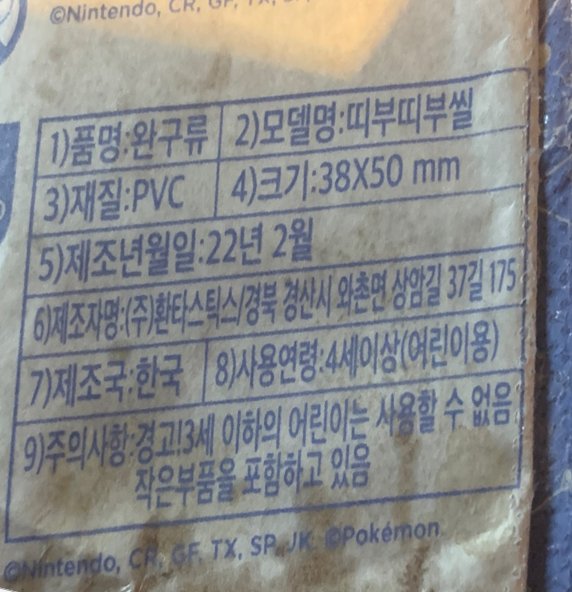 ©Nintendo, CR, GF, TX,
1)품명:완구류 2)모델명:띠부띠부씰
3)재질:PVC 4)크기:38X50 mm
5)제조년월일:22년 2월
6)제조자명:(주)환타스틱스/경북 경산시 와촌면 상암길 37길 175
7)제조국:한국 8)사용연령:4세이상(어린이용)
9)주의사항:경고!3세 이하의 어린이는 사용할 수 없음
작은부품을 포함하고 있음
©Nintendo, CR, GF, TX, SP, JK. ©Pokémon.